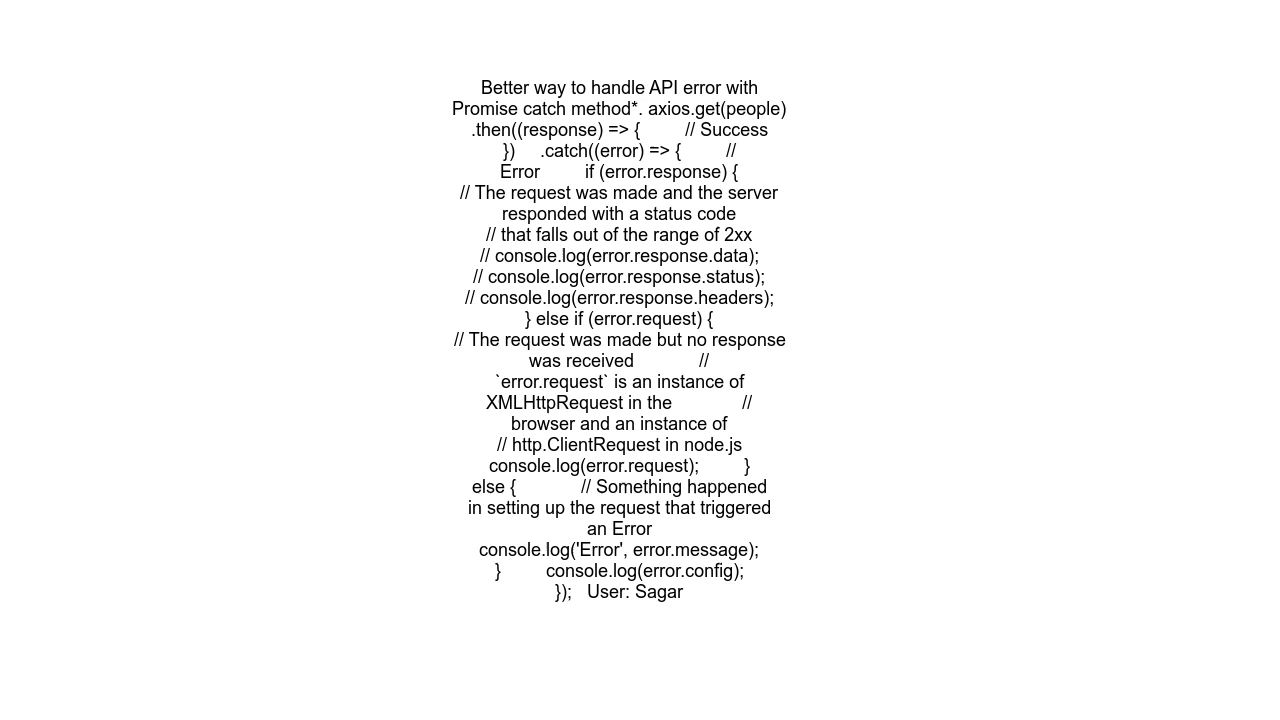 Better way to handle API error with
Promise catch method*. axios.get(people)
.then((response) => {         // Success
})     .catch((error) => {         //
Error         if (error.response) {
// The request was made and the server
responded with a status code
// that falls out of the range of 2xx
// console.log(error.response.data);
// console.log(error.response.status);
// console.log(error.response.headers);
} else if (error.request) {
// The request was made but no response
was received             //
`error.request` is an instance of
XMLHttpRequest in the              //
browser and an instance of
// http.ClientRequest in node.js
console.log(error.request);         }
else {             // Something happened
in setting up the request that triggered
an Error
console.log('Error', error.message);
}         console.log(error.config);
});   User: Sagar